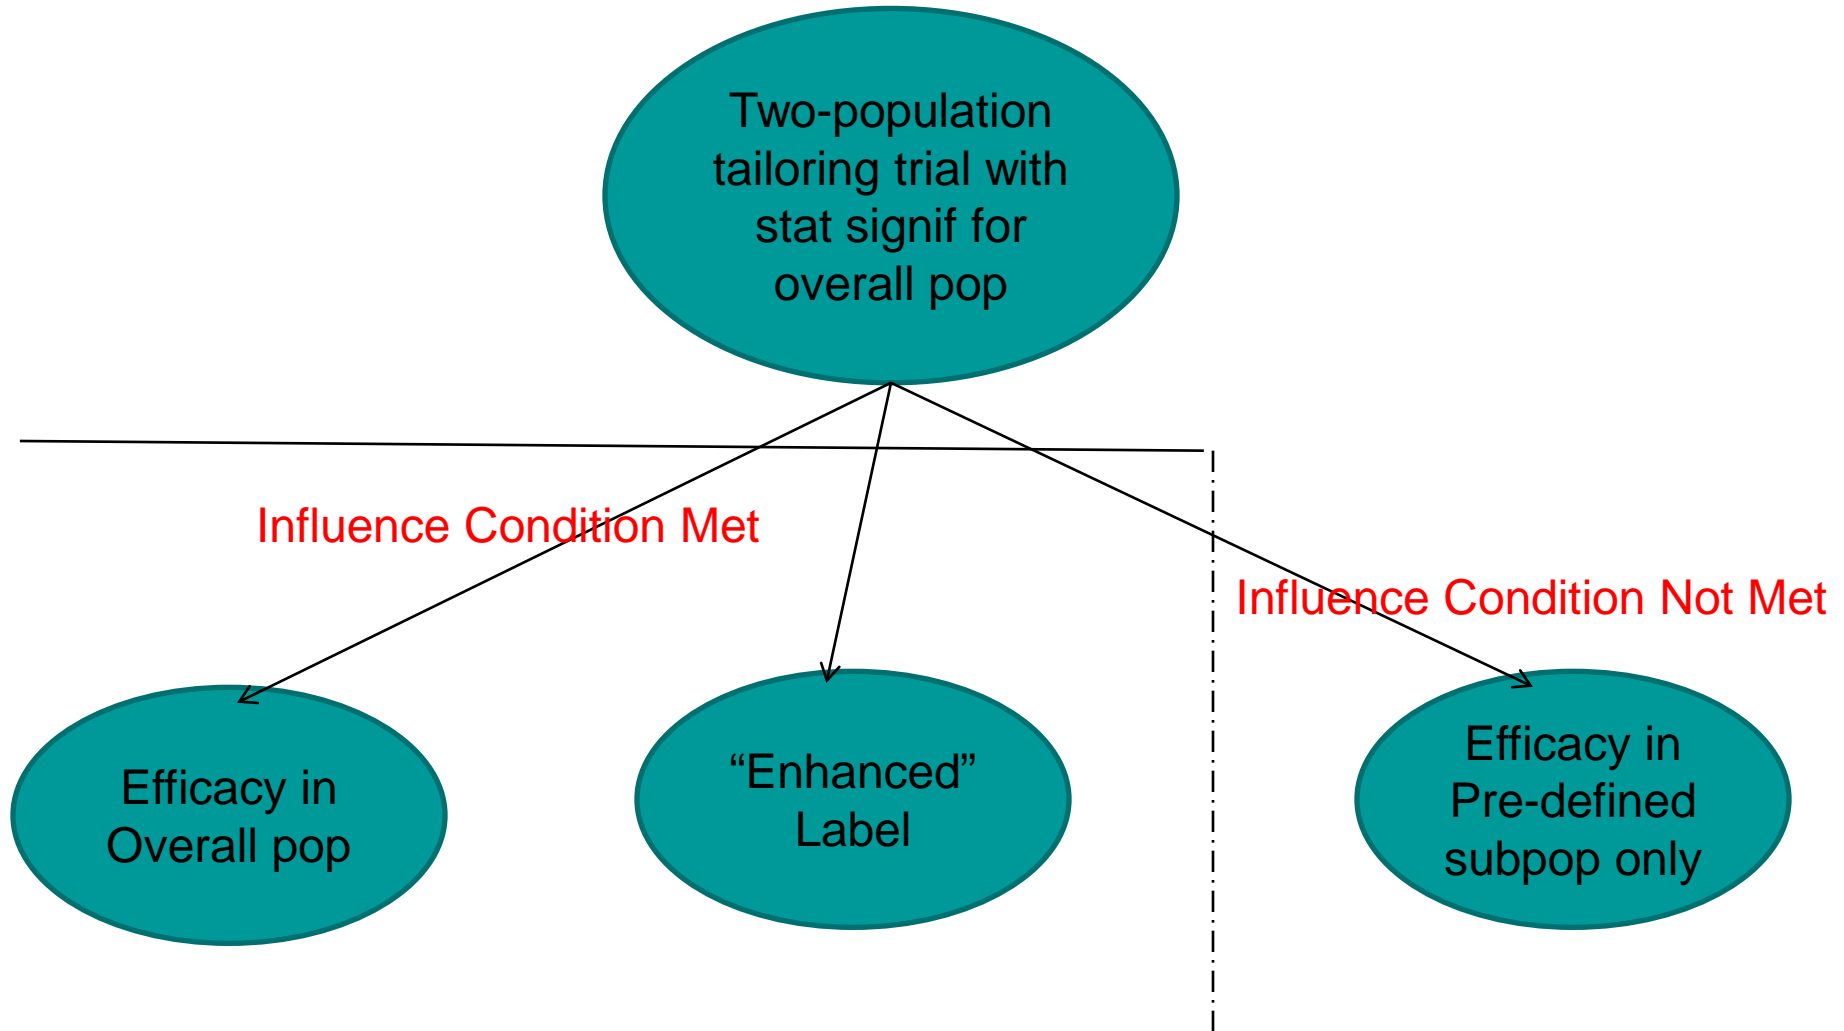 Two-population
tailoring trial with
stat signif for
overall pop
Influence Condition Met
Influence Condition Not Met
Efficacy in
Overall pop
“Enhanced”
Label
Efficacy in
Pre-defined
subpop only